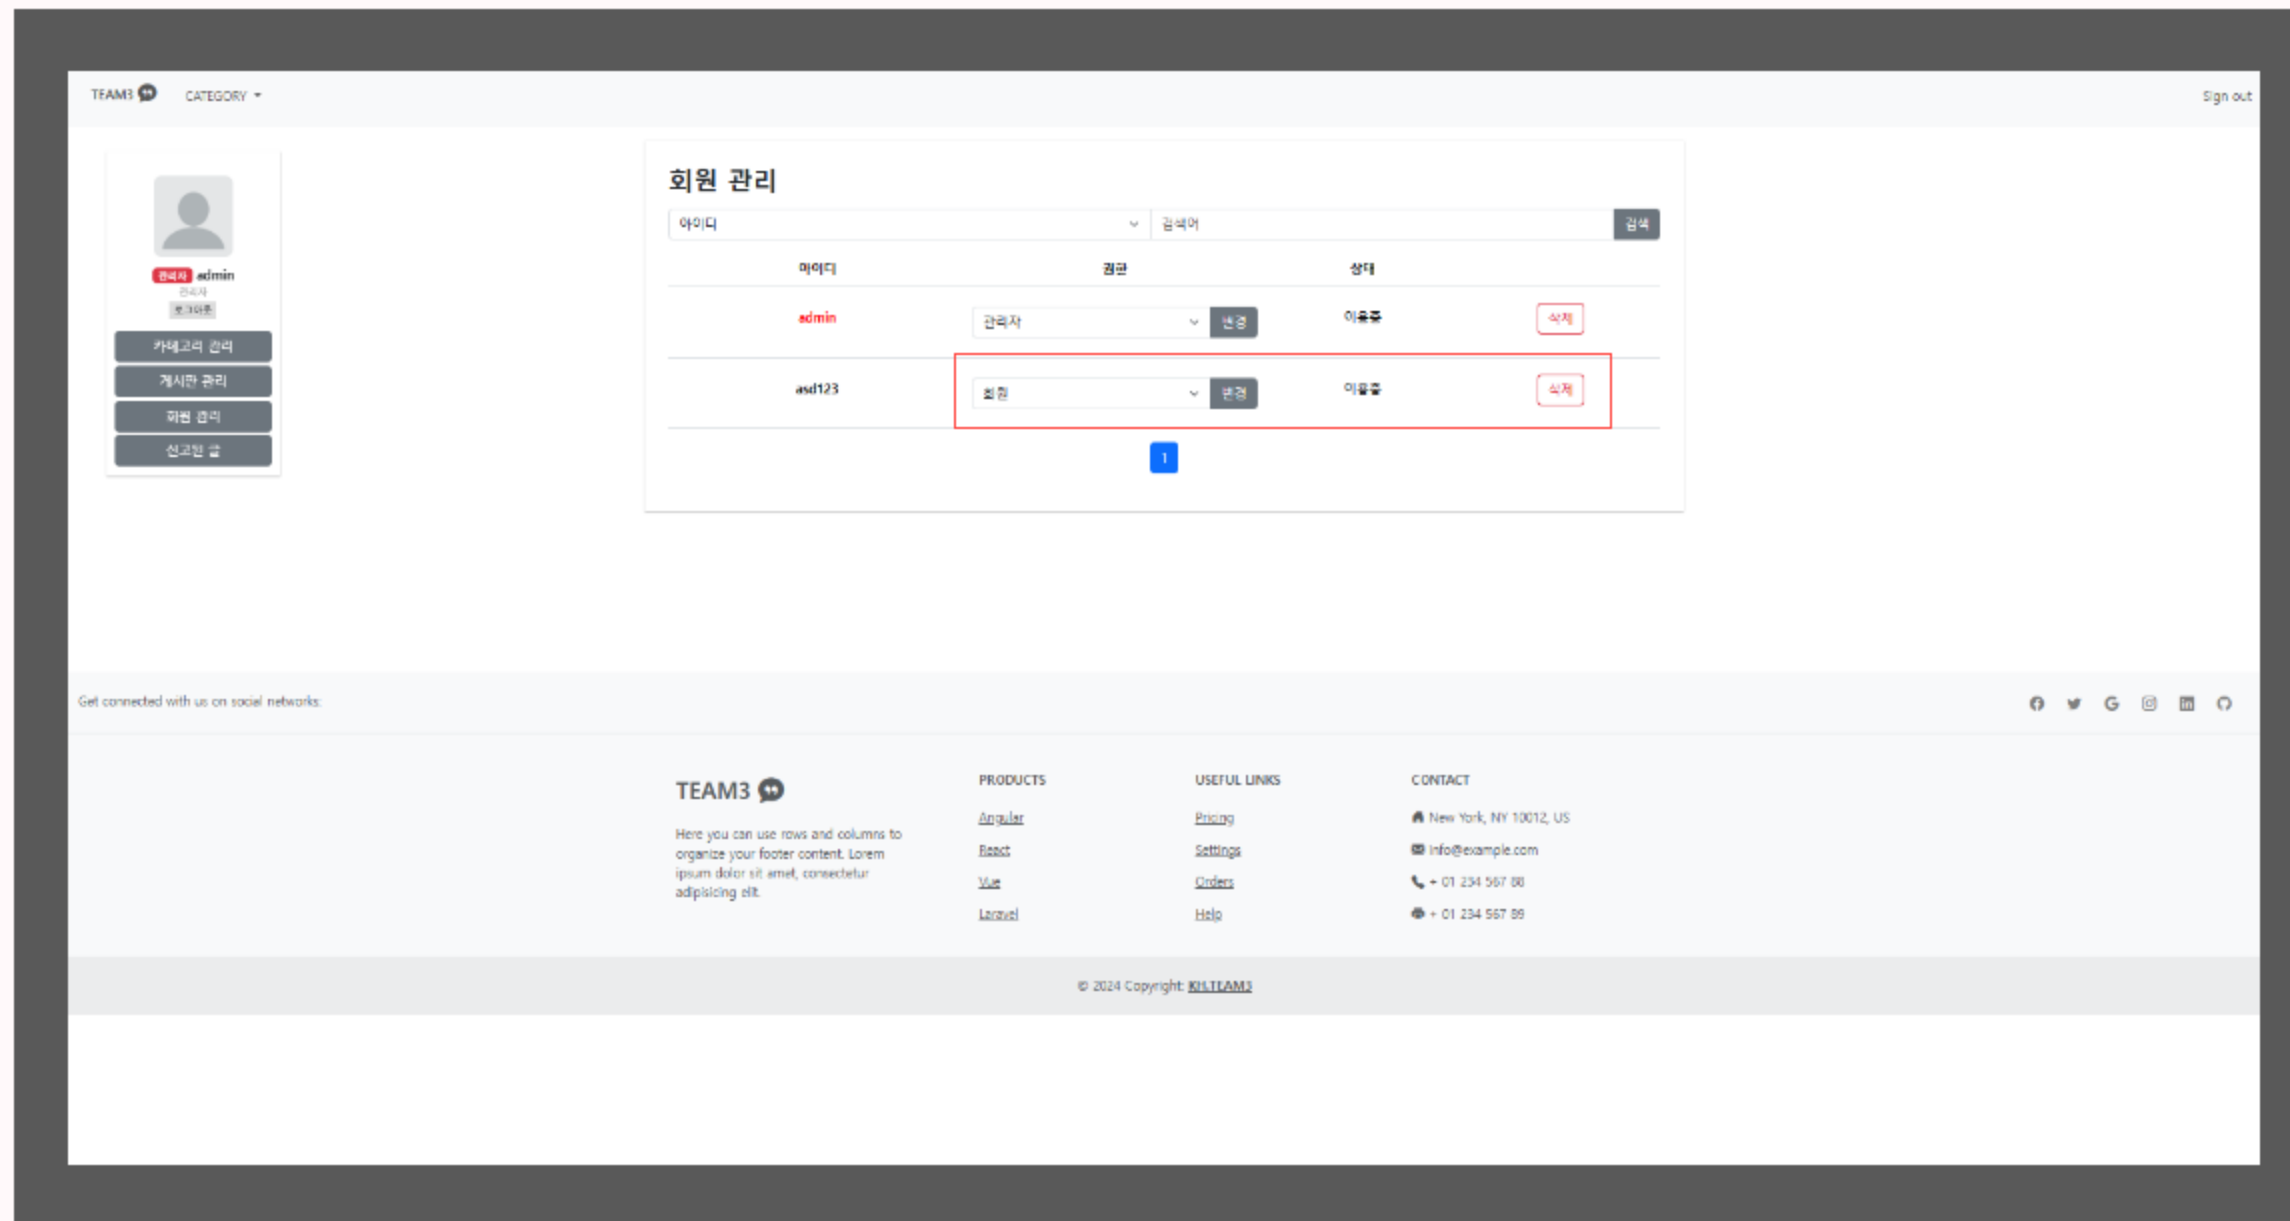 TEAM3 CATEGORY Sign out
관리자 admin
관리자
로그아웃
카테고리 관리
게시판 관리
회원 관리
신고된 글
회원 관리
아이디 검색어 검색
아이디 권한 상태
admin 관리자 변경 이용중 삭제
asd123 회원 변경 이용중 삭제
1
Get connected with us on social networks:
TEAM3
Here you can use rows and columns to
organize your footer content. Lorem
ipsum dolor sit amet, consectetur
adipisicing elit.
PRODUCTS
Angular
React
Vue
Laravel
USEFUL LINKS
Pricing
Settings
Orders
Help
CONTACT
New York, NY 10012, US
info@example.com
+ 01 234 567 88
+ 01 234 567 89
© 2024 Copyright: KH.TEAM3